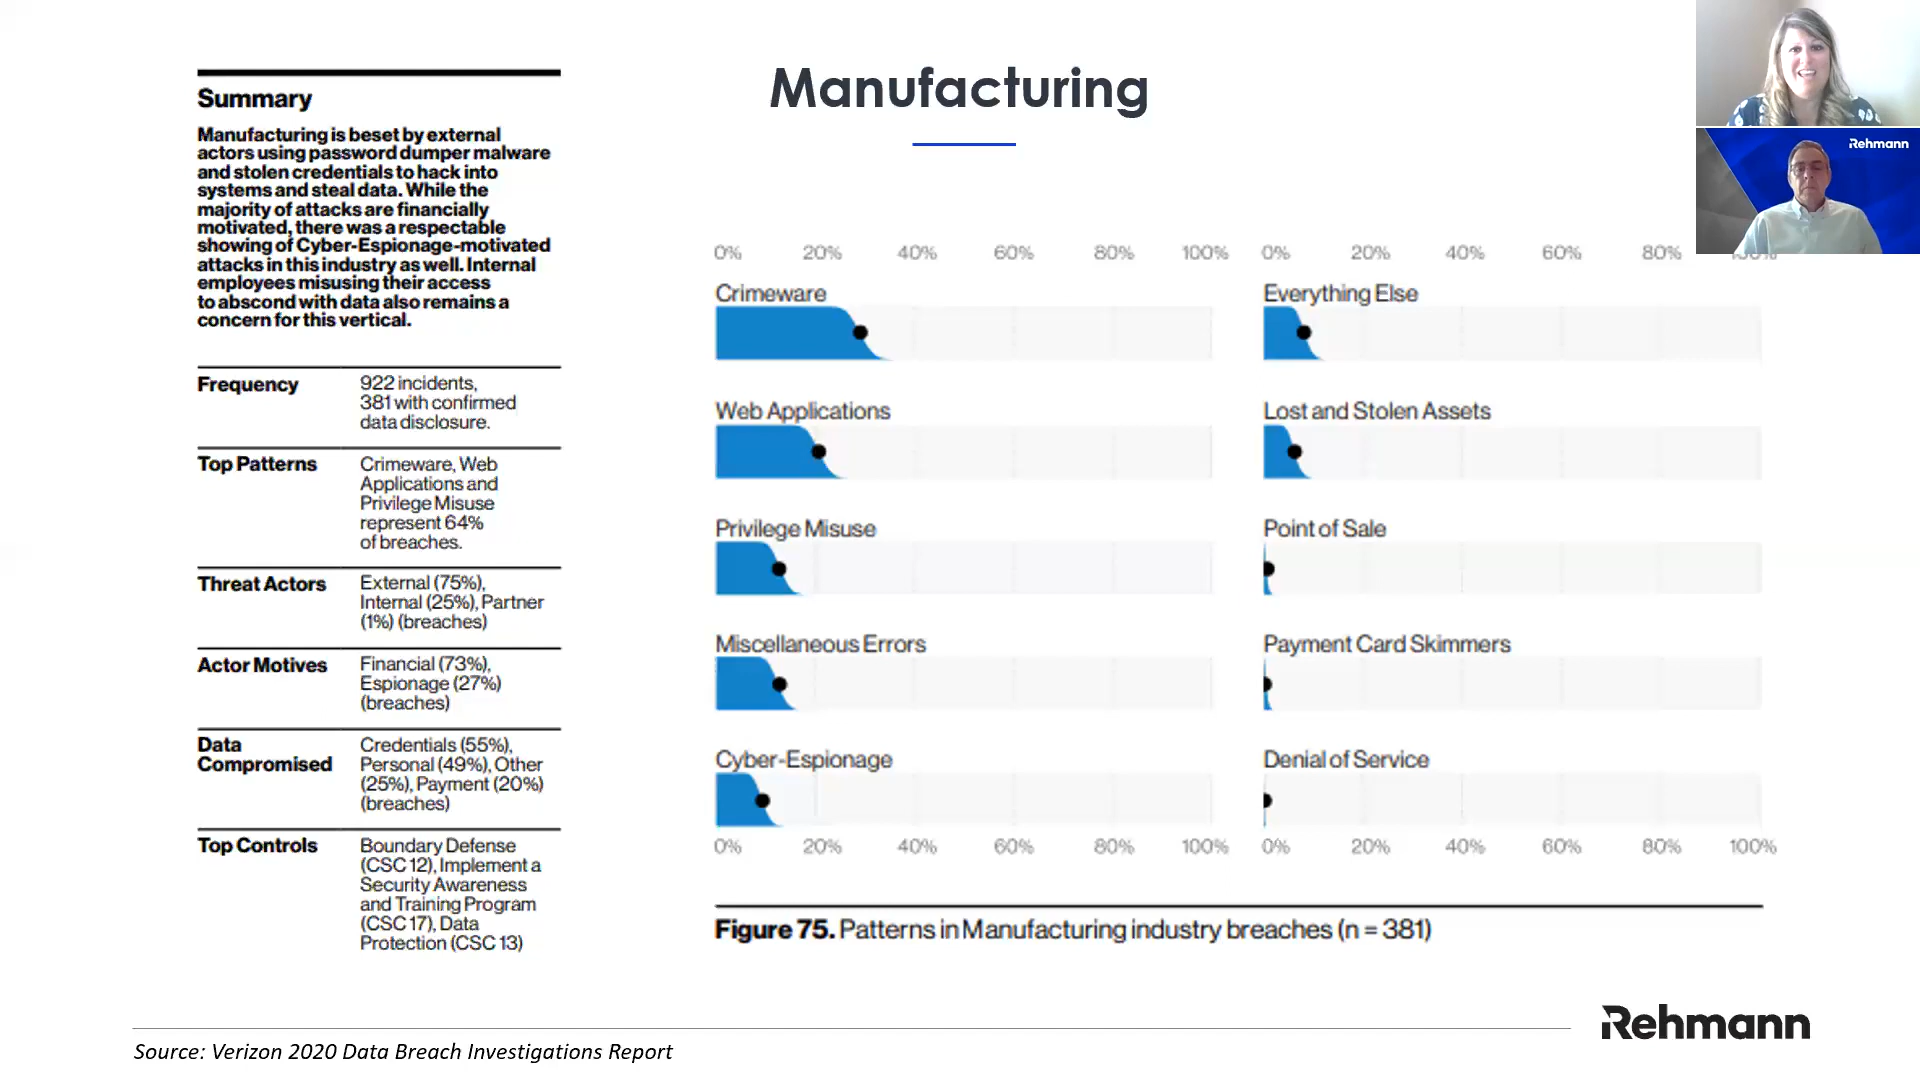 Manufacturing
Summary
Manufacturing is beset by external
actors using password dumper malware
and stolen credentials to hack into
systems and steal data. While the
majority of attacks are financially
motivated, there was a respectable
showing of Cyber-Espionage-motivated
attacks in this industry as well. Internal
employees misusing their access
to abscond with data also remains a
concern for this vertical.
Frequency
922 incidents,
381 with confirmed
data disclosure.
Top Patterns
Crimeware, Web
Applications and
Privilege Misuse
represent 64%
of breaches.
Threat Actors
External (75%),
Internal (25%), Partner
(1%) (breaches)
Actor Motives
Financial (73%),
Espionage (27%)
(breaches)
Data
Compromised
Credentials (55%),
Personal (49%), Other
(25%), Payment (20%)
(breaches)
Top Controls
Boundary Defense
(CSC 12), Implement a
Security Awareness
and Training Program
(CSC 17), Data
Protection (CSC 13)
0% 20% 40% 60% 80% 100%
Crimeware
Web Applications
Privilege Misuse
Miscellaneous Errors
Cyber-Espionage
0% 20% 40% 60% 80% 100%
0% 20% 40% 60% 80%
Everything Else
Lost and Stolen Assets
Point of Sale
Payment Card Skimmers
Denial of Service
0% 20% 40% 60% 80% 100%
Figure 75. Patterns in Manufacturing industry breaches (n = 381)
Rehmann
Source: Verizon 2020 Data Breach Investigations Report
Rehmann